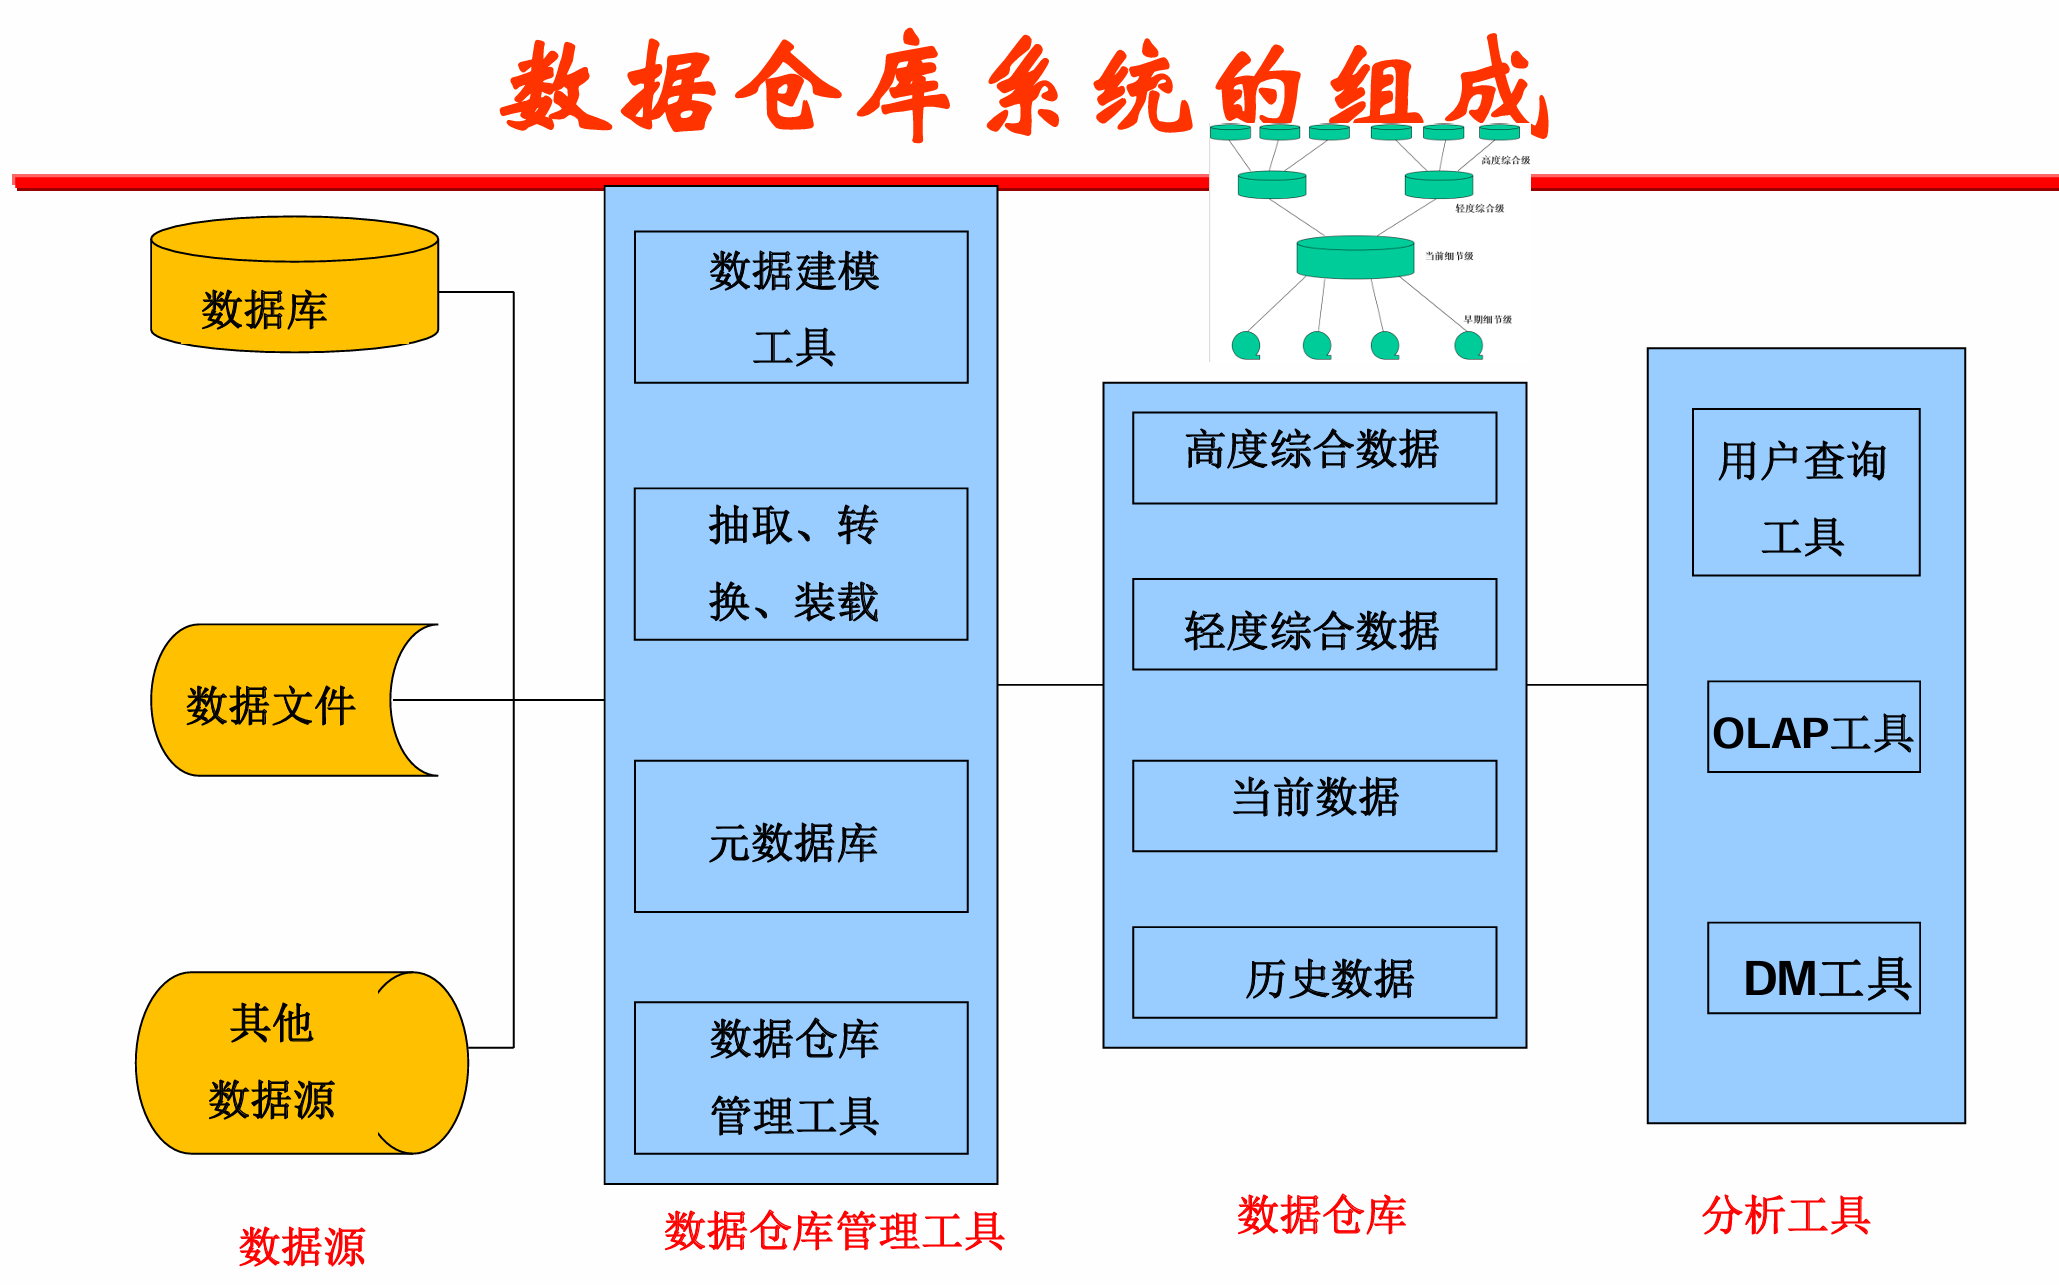 数据仓库系统的组成
高度综合级
轻度综合级
当前细节级
早期细节级
数据库
数据文件
其他
数据源
数据源
数据建模
工具
抽取、转
换、装载
元数据库
数据仓库
管理工具
数据仓库管理工具
高度综合数据
轻度综合数据
当前数据
历史数据
数据仓库
用户查询
工具
OLAP工具
DM工具
分析工具